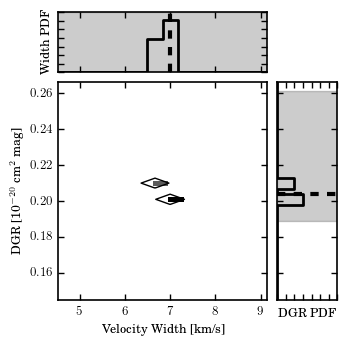 Width PDF
0.26
0.24
0.22
0.20
0.18
0.16
DGR [10⁻²⁰ cm² mag]
5 6 7 8 9
Velocity Width [km/s]
DGR PDF